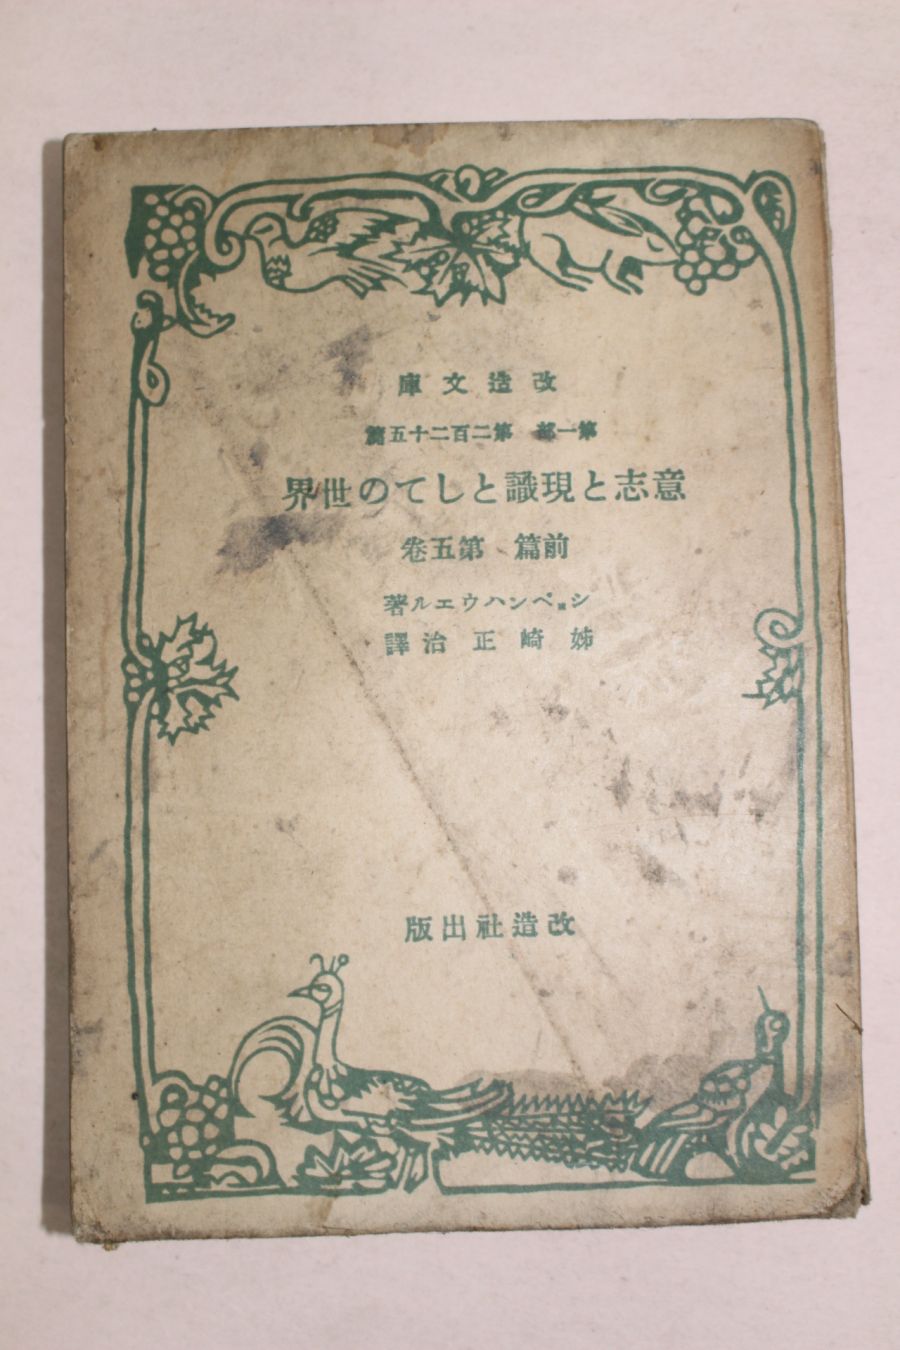 改造文庫
第一部 第二百二十五篇
意志と現識としての世界
前篇 第五卷
ショペンハウエル著
姊崎正治譯
改造社出版